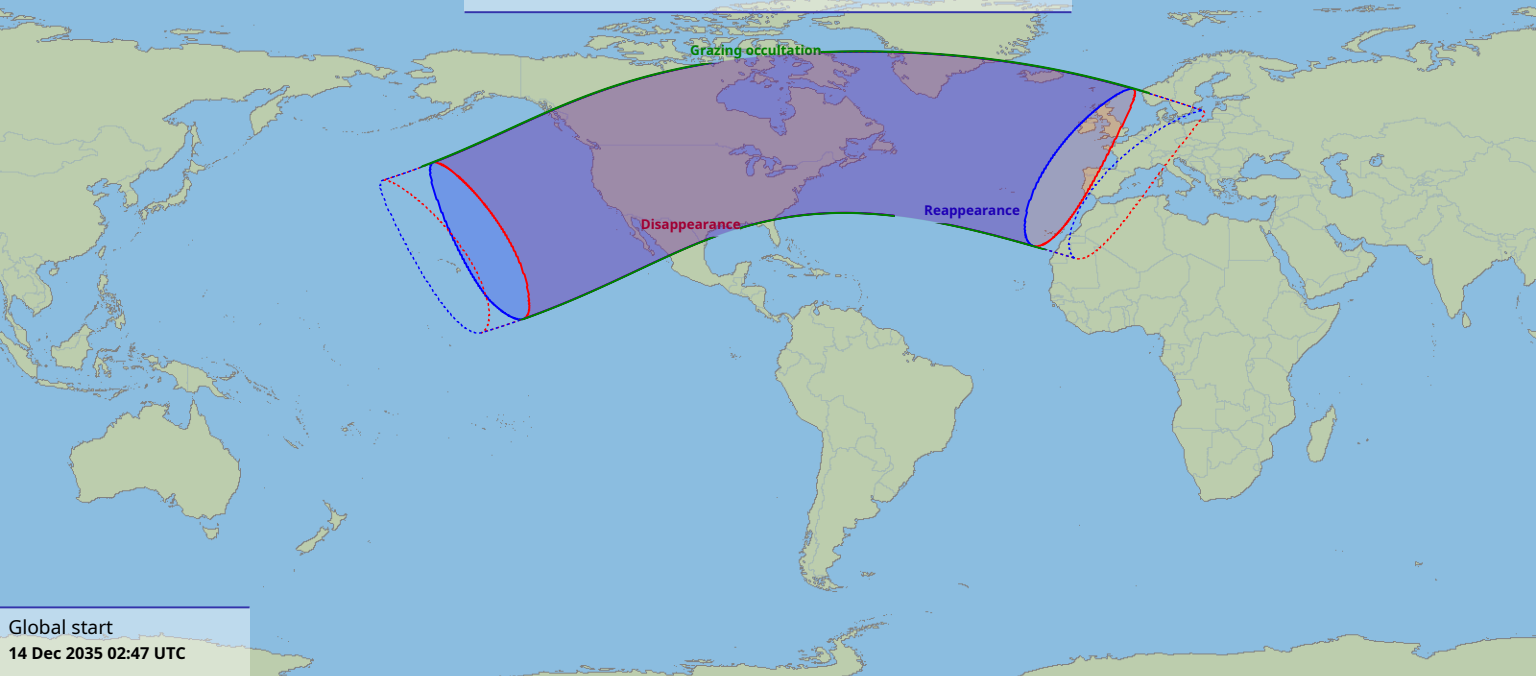 Grazing occultation
Reappearance
Disappearance
Global start
14 Dec 2035 02:47 UTC